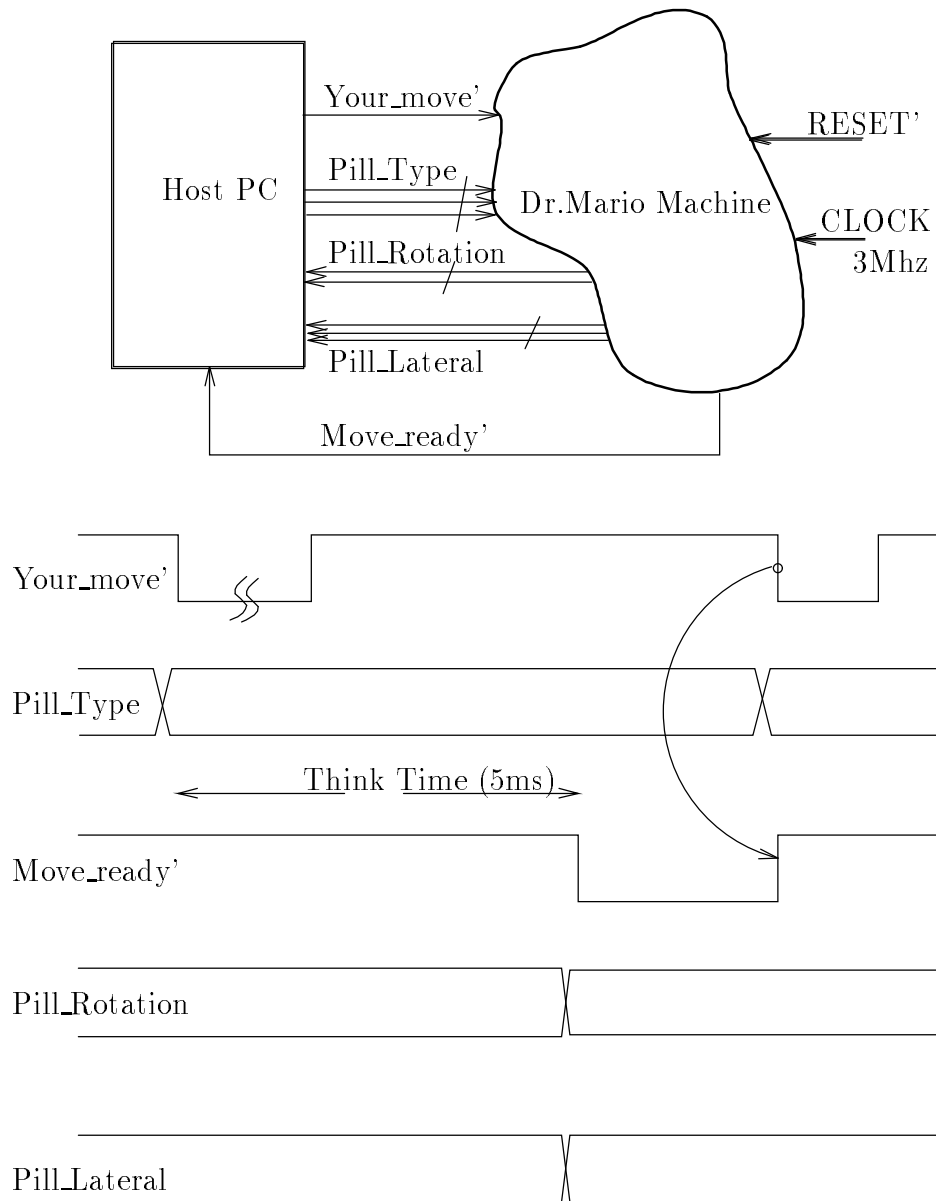 Your_move'
RESET'
Pill_Type
Host PC
Dr.Mario Machine
CLOCK
3Mhz
Pill_Rotation
Pill_Lateral
Move_ready'
Your_move'
Pill_Type
Think Time (5ms)
Move_ready'
Pill_Rotation
Pill_Lateral